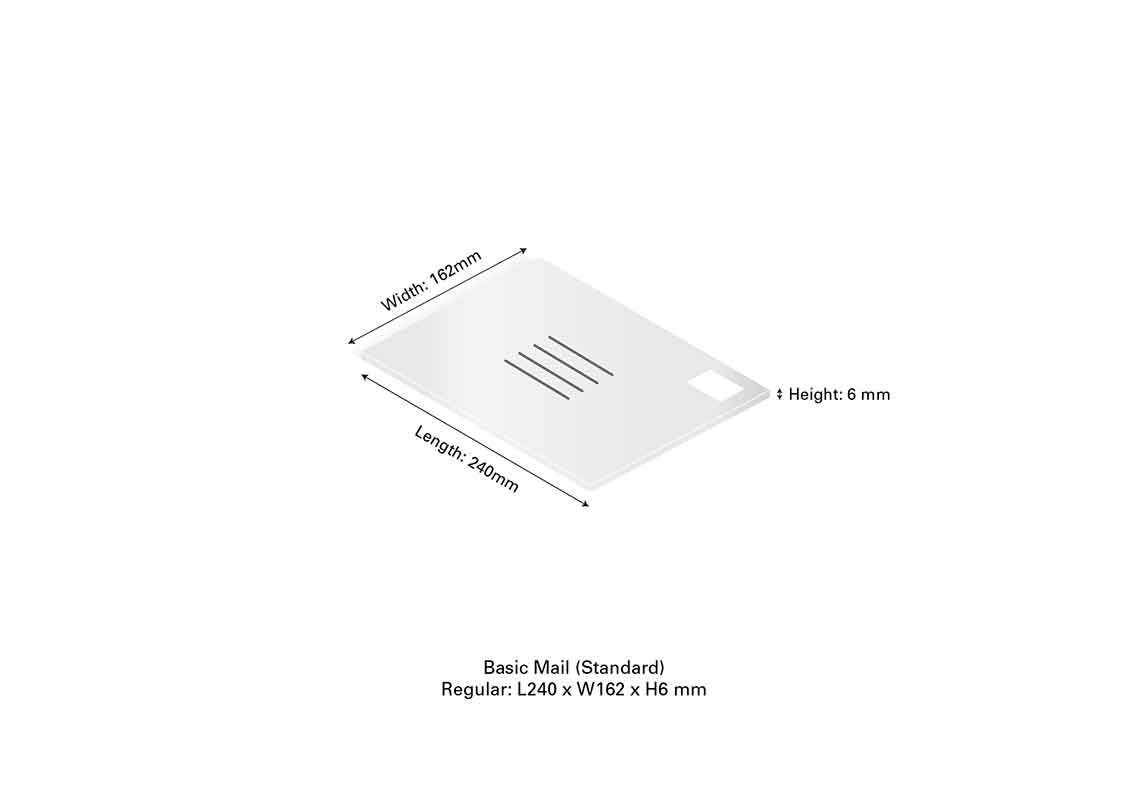 Width: 162mm
Height: 6 mm
Length: 240mm
Basic Mail (Standard)
Regular: L240 x W162 x H6 mm